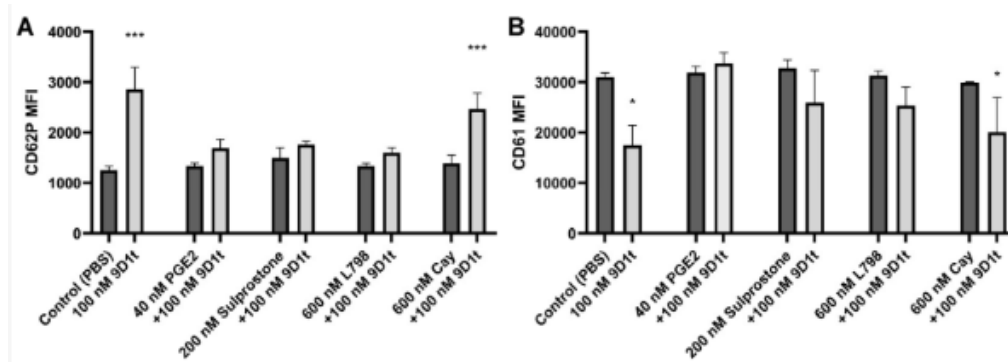 A
CD62P MFI
4000
3000
2000
1000
0
***
***
Control (PBS)
100 nM 9D1t
40 nM PGE2
+100 nM 9D1t
200 nM Sulprostone
+100 nM 9D1t
600 nM L798
+100 nM 9D1t
600 nM Cay
+100 nM 9D1t
B
CD61 MFI
40000
30000
20000
10000
0
*
*
Control (PBS)
100 nM 9D1t
40 nM PGE2
+100 nM 9D1t
200 nM Sulprostone
+100 nM 9D1t
600 nM L798
+100 nM 9D1t
600 nM Cay
+100 nM 9D1t